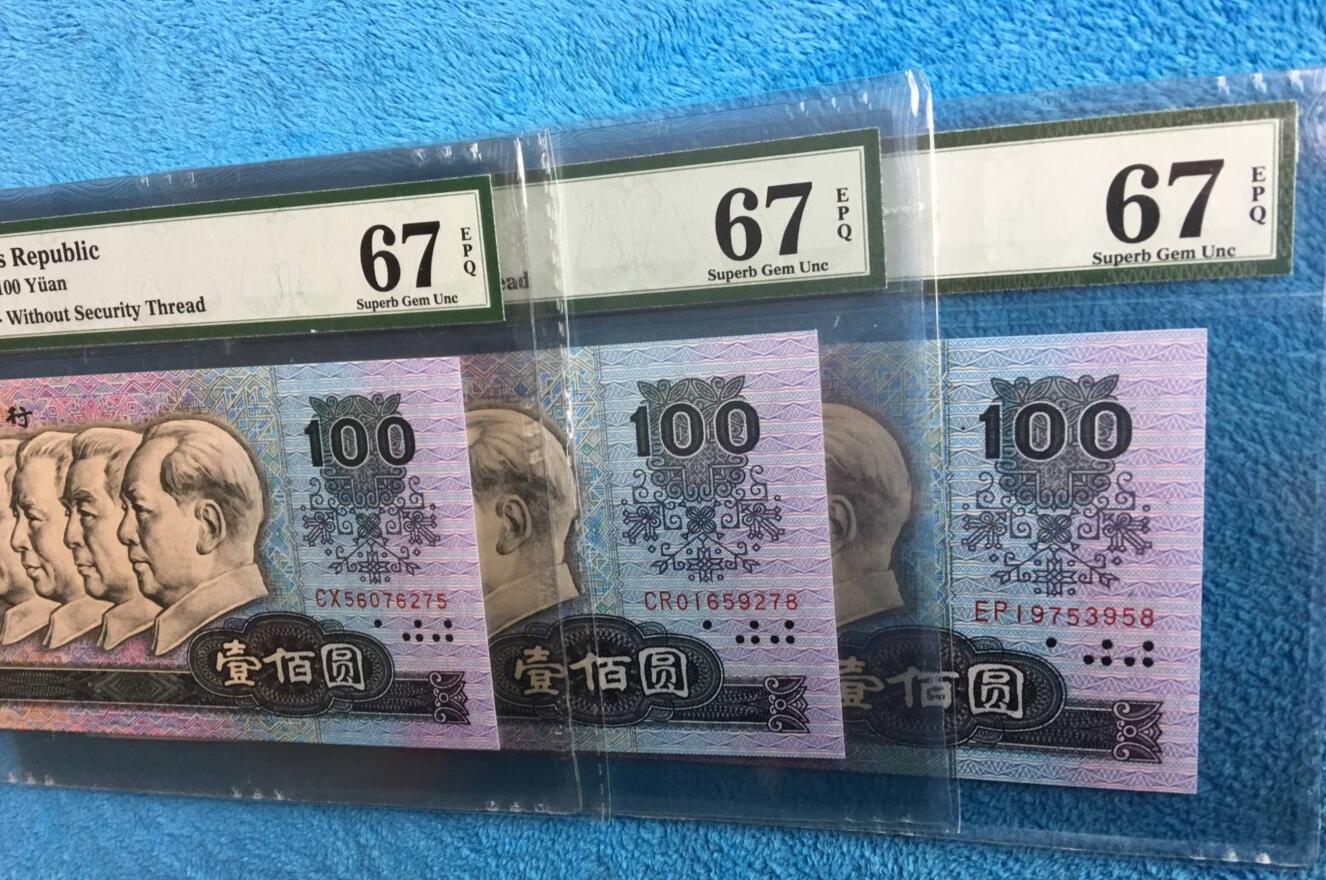 s Republic
100 Yüan
- Without Security Thread
67
EPQ
Superb Gem Unc
行
100
CX56076275
壹佰圆
ead
67
EPQ
Superb Gem Unc
100
CR01659278
壹佰圆
67
EPQ
Superb Gem Unc
100
EP19753958
壹佰圆